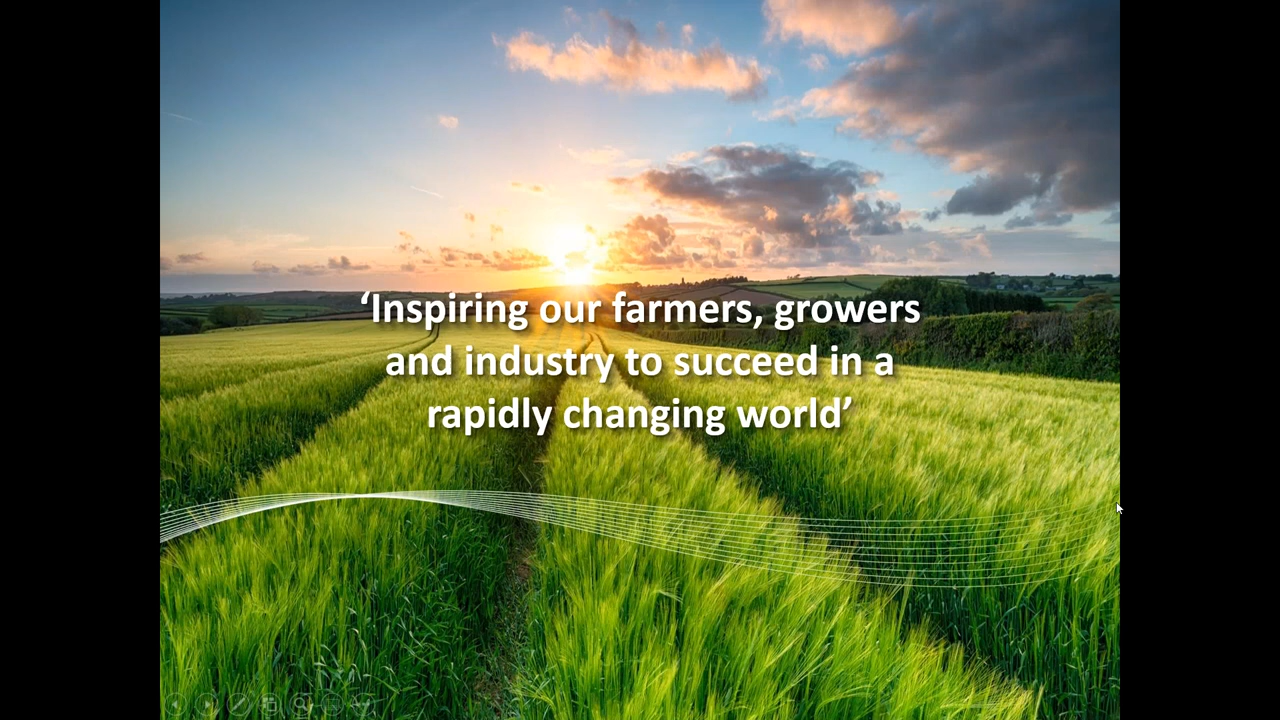 ‘Inspiring our farmers, growers
and industry to succeed in a
rapidly changing world’